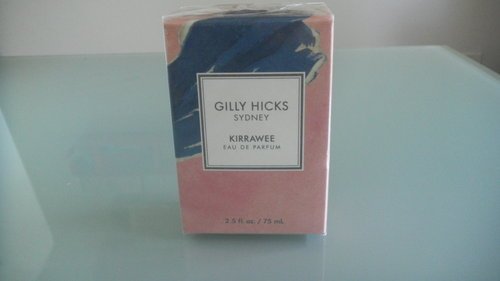 GILLY HICKS
SYDNEY
KIRRAWEE
EAU DE PARFUM
2.5 fl oz. / 75 mL